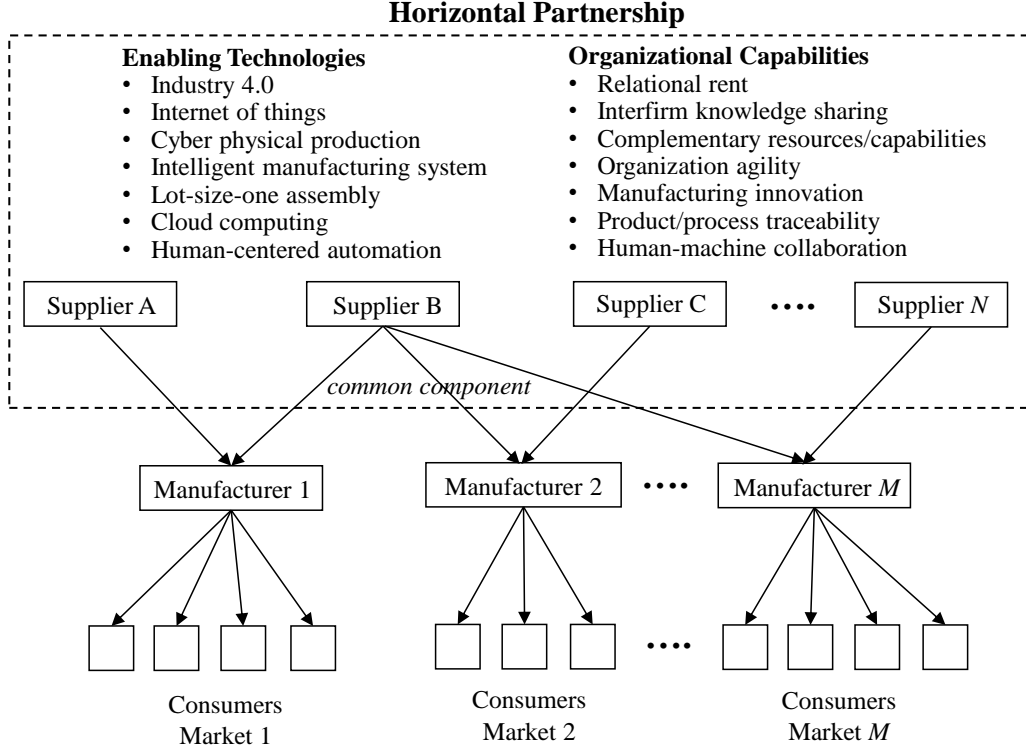 Horizontal Partnership
Enabling Technologies
• Industry 4.0
• Internet of things
• Cyber physical production
• Intelligent manufacturing system
• Lot-size-one assembly
• Cloud computing
• Human-centered automation
Organizational Capabilities
• Relational rent
• Interfirm knowledge sharing
• Complementary resources/capabilities
• Organization agility
• Manufacturing innovation
• Product/process traceability
• Human-machine collaboration
Supplier A
Supplier B
Supplier C
....
Supplier N
common component
Manufacturer 1
Manufacturer 2
....
Manufacturer M
....
Consumers
Market 1
Consumers
Market 2
Consumers
Market M